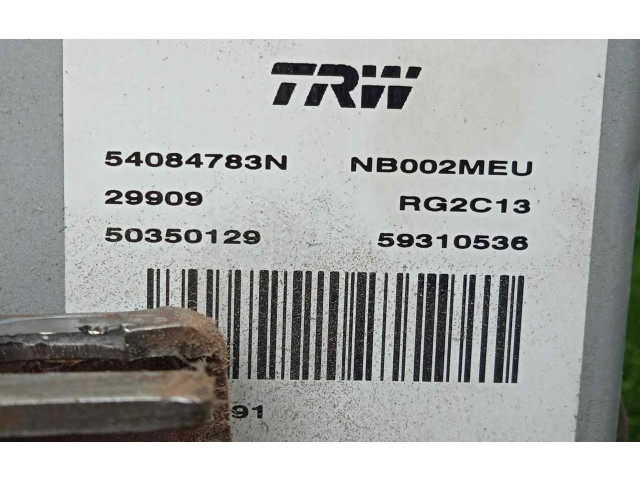 TRW
54084783N NB002MEU
29909 RG2C13
50350129 59310536
91